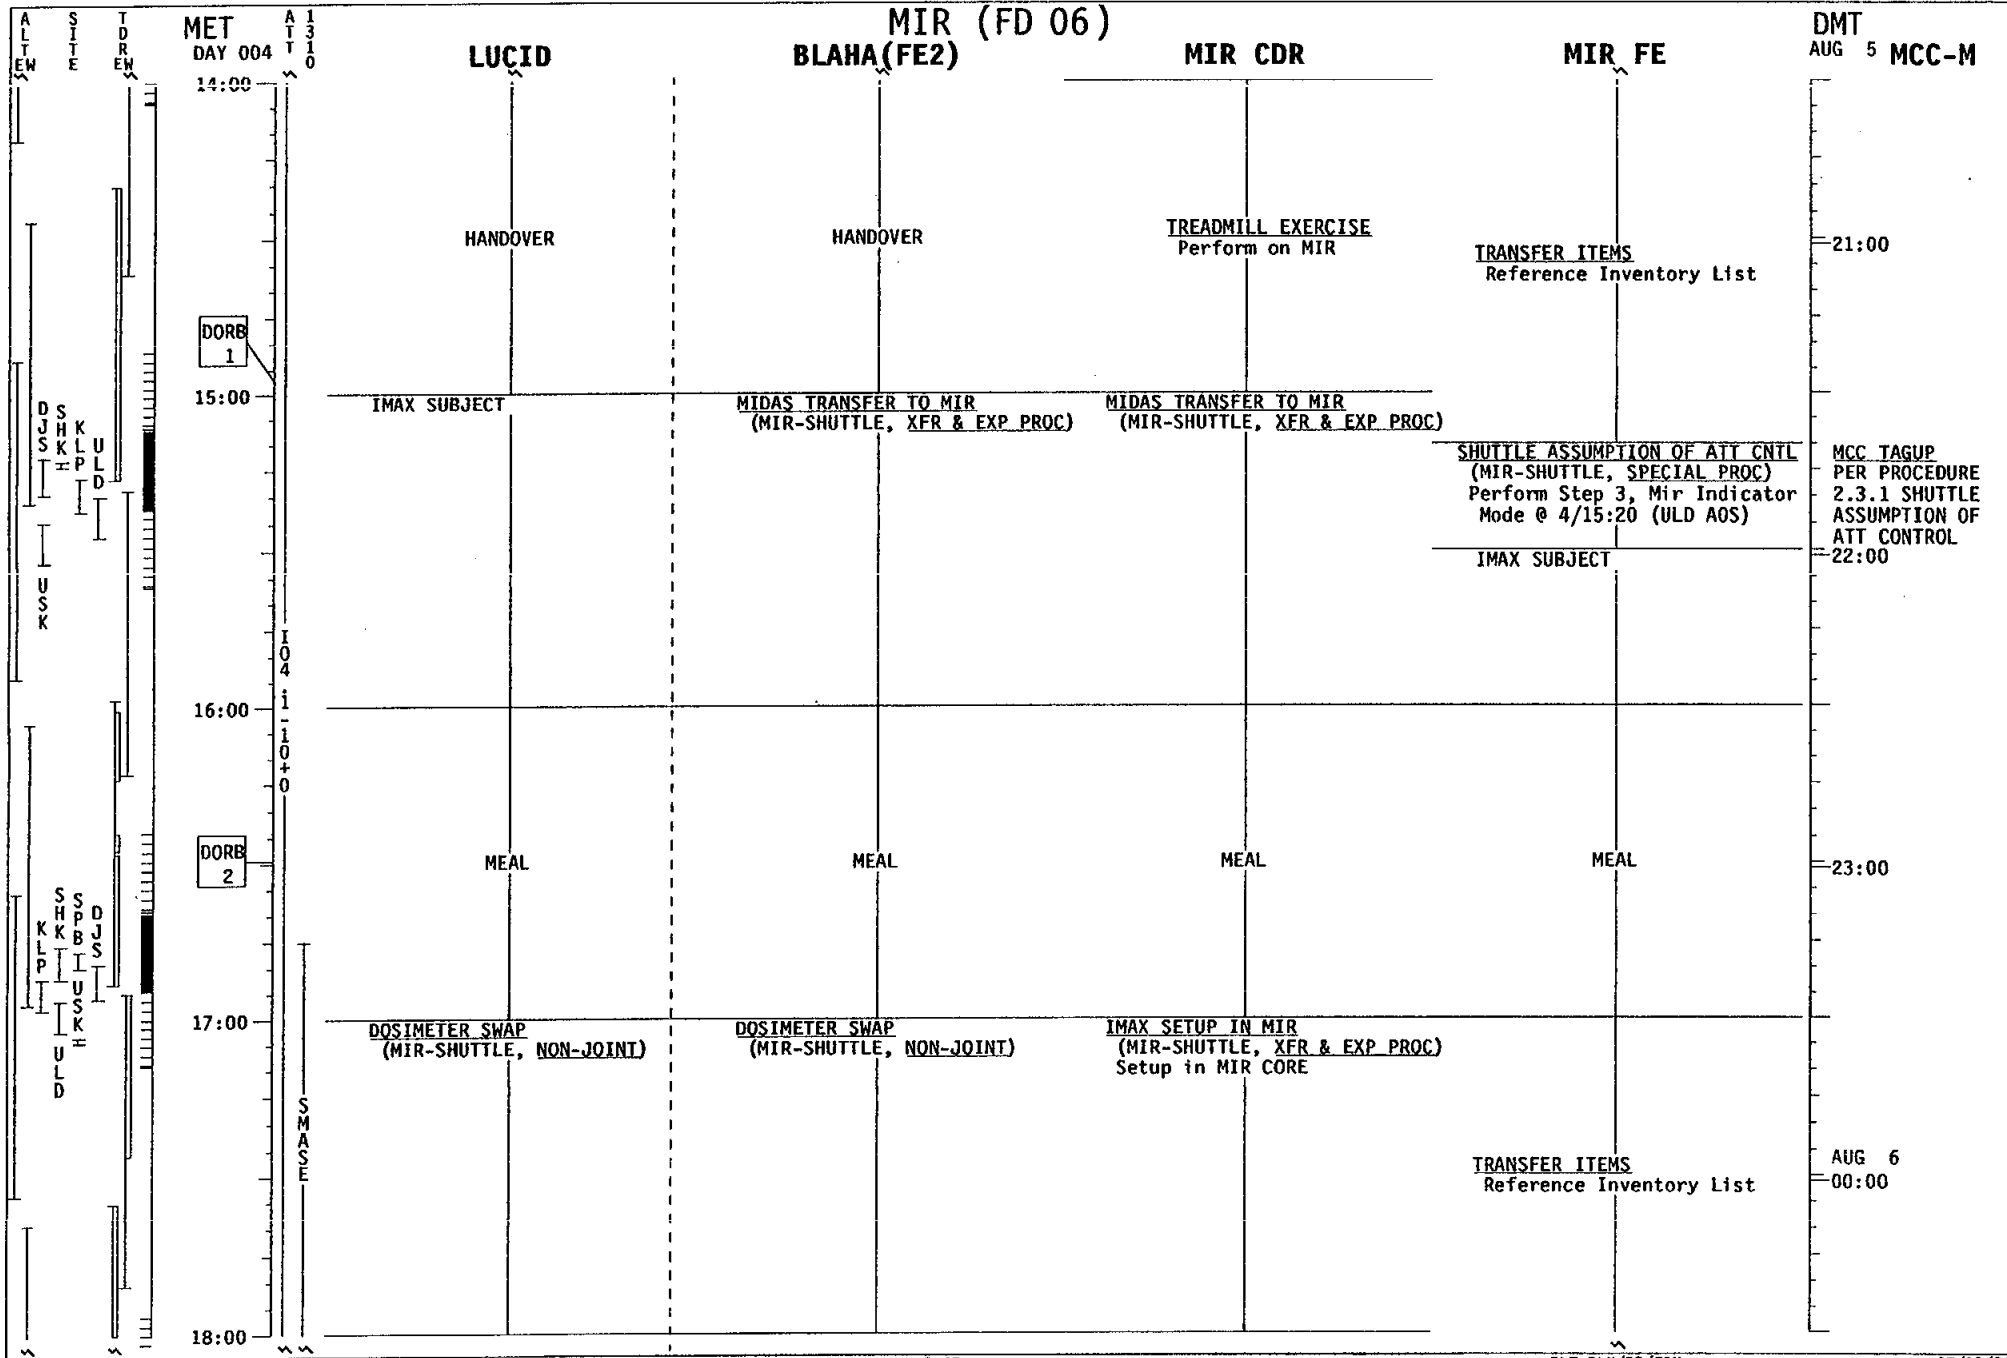 MIR (FD 06)
ALTEW
SITE
TDREW
MET
DAY 004
ATT
1310
LUCID
BLAHA(FE2)
MIR CDR
MIR FE
DMT
AUG 5
MCC-M
14:00
HANDOVER
HANDOVER
TREADMILL EXERCISE
Perform on MIR
TRANSFER ITEMS
Reference Inventory List
21:00
DORB
1
15:00
IMAX SUBJECT
MIDAS TRANSFER TO MIR
(MIR-SHUTTLE, XFR & EXP PROC)
MIDAS TRANSFER TO MIR
(MIR-SHUTTLE, XFR & EXP PROC)
DJS
SHK
KLP
ULD
USK
SHUTTLE ASSUMPTION OF ATT CNTL
(MIR-SHUTTLE, SPECIAL PROC)
Perform Step 3, Mir Indicator
Mode @ 4/15:20 (ULD AOS)
MCC TAGUP
PER PROCEDURE
2.3.1 SHUTTLE
ASSUMPTION OF
ATT CONTROL
22:00
IMAX SUBJECT
IO4 i -10+0
16:00
DORB
2
MEAL
MEAL
MEAL
MEAL
23:00
KLP
SHK
SPB
DJS
USK
ULD
17:00
DOSIMETER SWAP
(MIR-SHUTTLE, NON-JOINT)
DOSIMETER SWAP
(MIR-SHUTTLE, NON-JOINT)
IMAX SETUP IN MIR
(MIR-SHUTTLE, XFR & EXP PROC)
Setup in MIR CORE
SMASE
TRANSFER ITEMS
Reference Inventory List
AUG 6
00:00
18:00